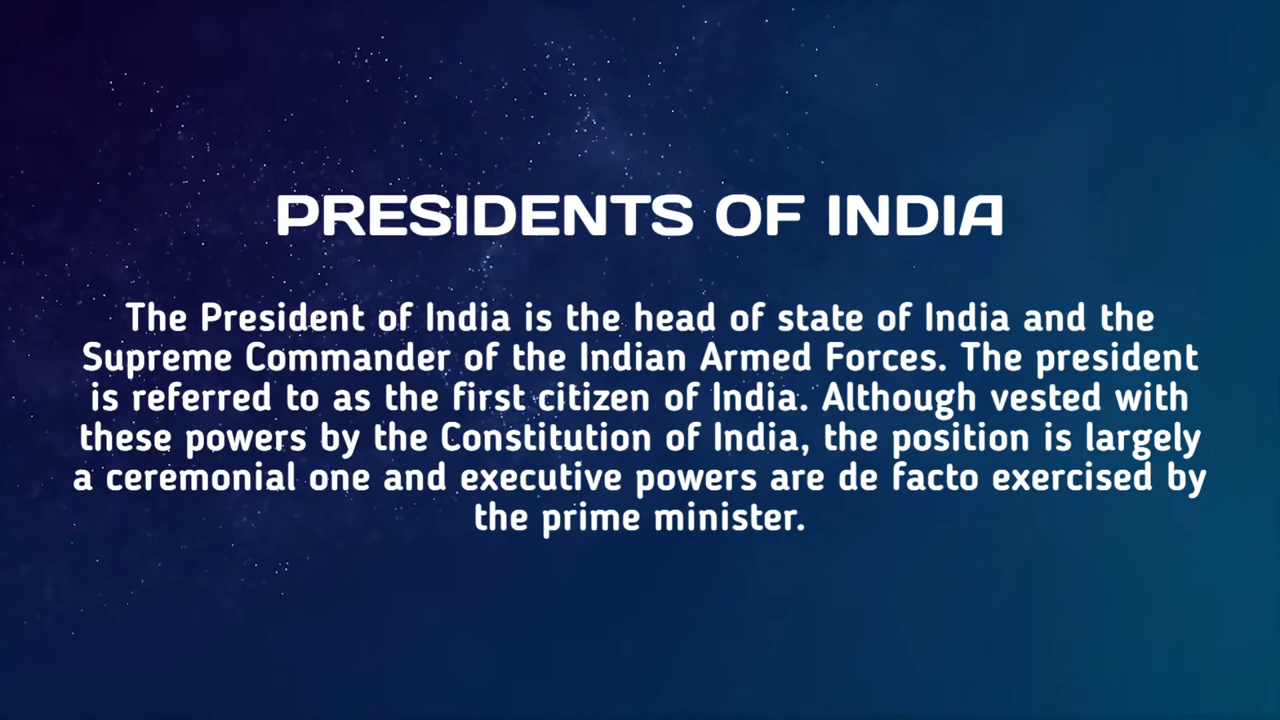 PRESIDENTS OF INDIA
The President of India is the head of state of India and the
Supreme Commander of the Indian Armed Forces. The president
is referred to as the first citizen of India. Although vested with
these powers by the Constitution of India, the position is largely
a ceremonial one and executive powers are de facto exercised by
the prime minister.